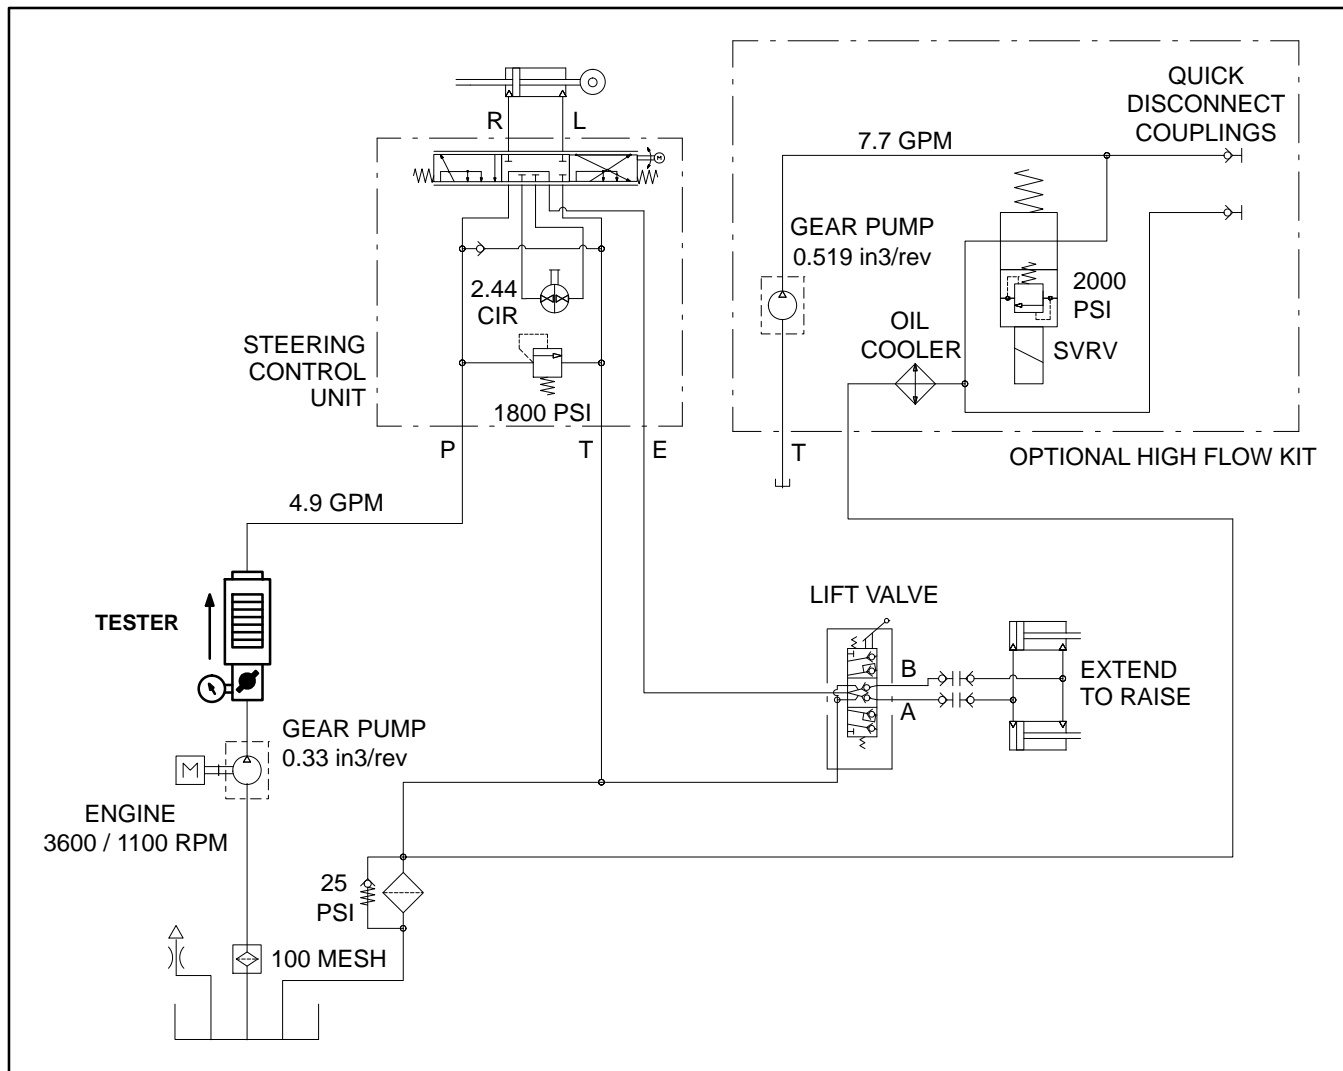 R
L
M
2.44
CIR
STEERING
CONTROL
UNIT
1800 PSI
P
T
E
4.9 GPM
TESTER
GEAR PUMP
0.33 in3/rev
M
ENGINE
3600 / 1100 RPM
25
PSI
100 MESH
QUICK
DISCONNECT
COUPLINGS
7.7 GPM
GEAR PUMP
0.519 in3/rev
2000
PSI
OIL
COOLER
SVRV
T
OPTIONAL HIGH FLOW KIT
LIFT VALVE
B
A
EXTEND
TO RAISE